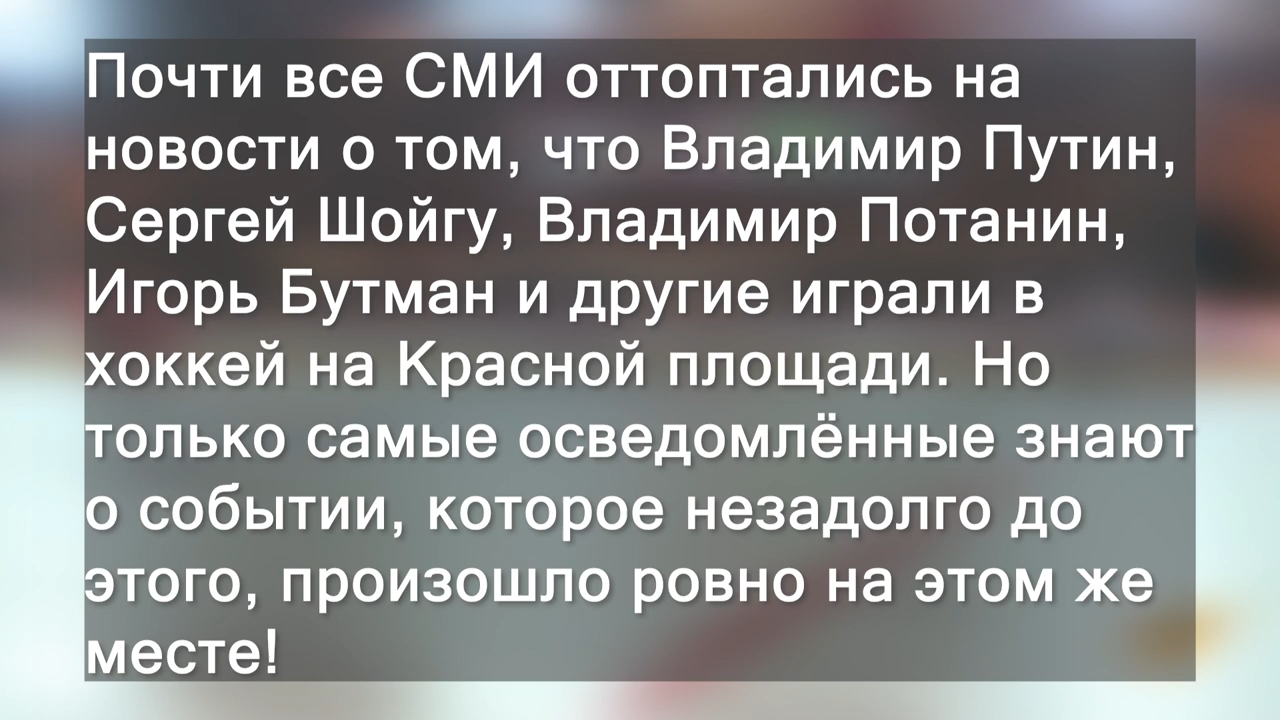 Почти все СМИ оттоптались на
новости о том, что Владимир Путин,
Сергей Шойгу, Владимир Потанин,
Игорь Бутман и другие играли в
хоккей на Красной площади. Но
только самые осведомлённые знают
о событии, которое незадолго до
этого, произошло ровно на этом же
месте!